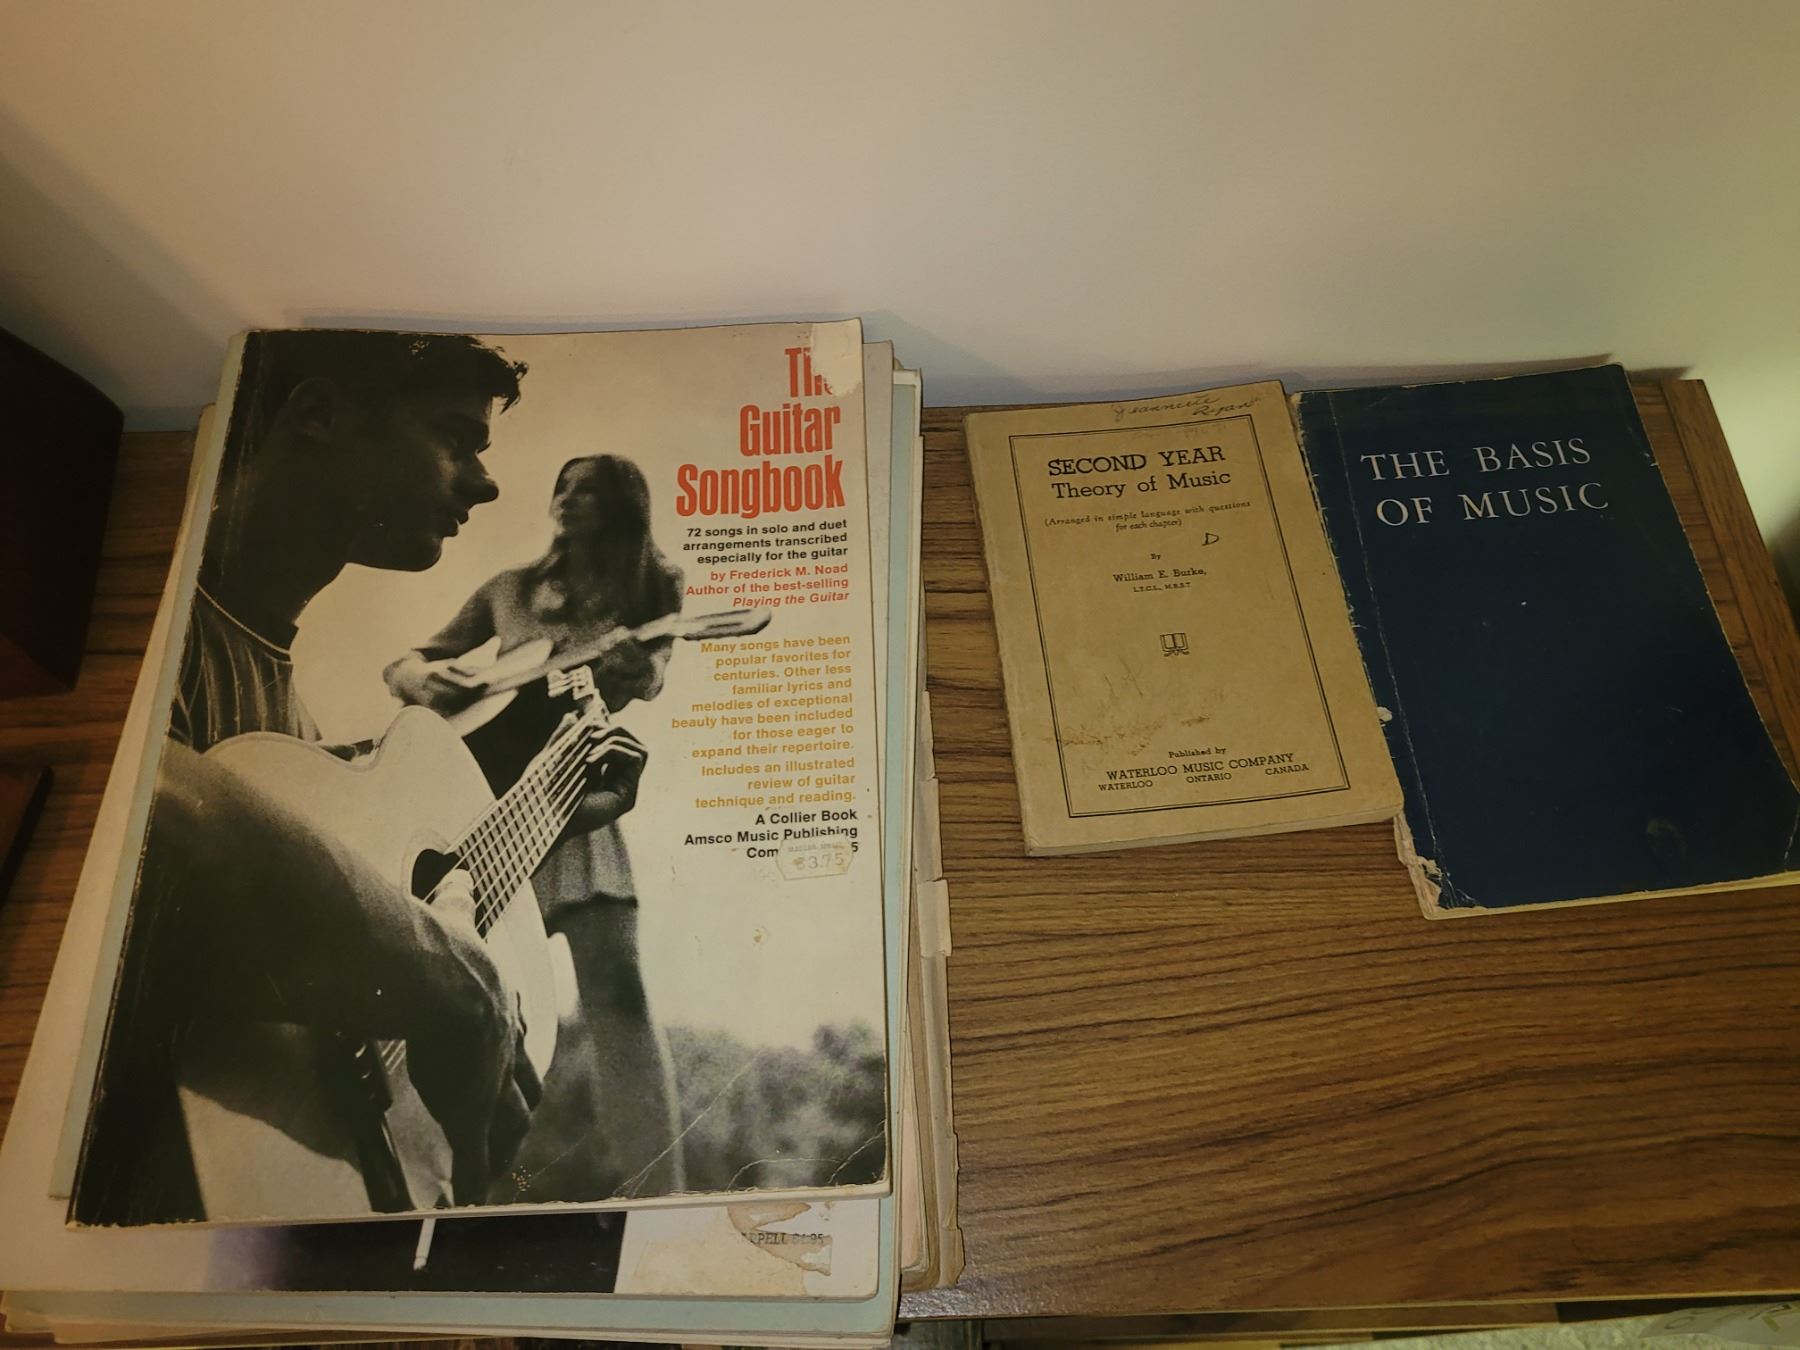 The
Guitar
Songbook
72 songs in solo and duet
arrangements transcribed
especially for the guitar
by Frederick M. Noad
Author of the best-selling
Playing the Guitar
Many songs have been
popular favorites for
centuries. Other less
familiar lyrics and
melodies of exceptional
beauty have been included
for those eager to
expand their repertoire.
Includes an illustrated
review of guitar
technique and reading.
A Collier Book
Amsco Music Publishing
$3.75
Jeannette
Ryan
SECOND YEAR
Theory of Music
(Arranged in simple language with questions
for each chapter)
D
By
William E. Burke,
L.T.C.L., M.R.S.T
Published by
WATERLOO MUSIC COMPANY
WATERLOO ONTARIO CANADA
THE BASIS
OF MUSIC